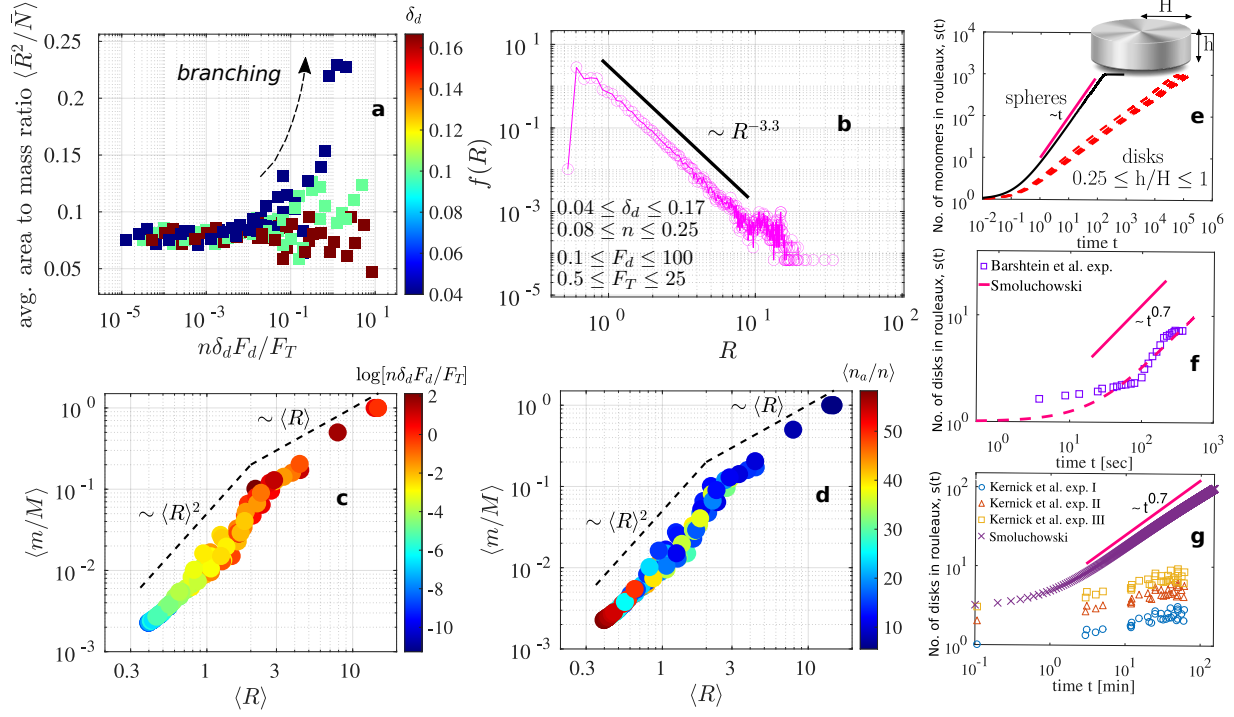 avg. area to mass ratio ⟨R̄²/N̄⟩
0.25
0.2
0.15
0.1
0.05
branching
a
10⁻⁵ 10⁻³ 10⁻¹ 10¹
nδ_dF_d/F_T
δ_d
0.16
0.14
0.12
0.10
0.08
0.06
0.04
f(R)
10¹
10⁻¹
10⁻³
10⁻⁵
b
~ R⁻³·³
0.04 ≤ δ_d ≤ 0.17
0.08 ≤ n ≤ 0.25
0.1 ≤ F_d ≤ 100
0.5 ≤ F_T ≤ 25
10⁰ 10¹ 10²
R
No. of monomers in rouleaux, s(t)
10⁴
10³
10²
10¹
10⁰
H
h
spheres
~t
e
disks
0.25 ≤ h/H ≤ 1
10⁻² 10⁻¹ 10⁰ 10¹ 10² 10³ 10⁴ 10⁵ 10⁶
time t
No. of disks in rouleaux, s(t)
10¹
10⁰
Barshtein et al. exp.
Smoluchowski
~t⁰·⁷
f
10⁰ 10¹ 10² 10³
time t [sec]
⟨m/M⟩
10⁰
10⁻¹
10⁻²
10⁻³
~ ⟨R⟩
~ ⟨R⟩²
c
0.3 1 3 10
⟨R⟩
log[nδ_dF_d/F_T]
2
0
-2
-4
-6
-8
-10
⟨m/M⟩
10⁰
10⁻¹
10⁻²
10⁻³
~ ⟨R⟩
~ ⟨R⟩²
d
0.3 1 3 10
⟨R⟩
⟨n_a/n⟩
50
40
30
20
10
No. of disks in rouleaux, s(t)
10²
10¹
10⁰
Kernick et al. exp. I
Kernick et al. exp. II
Kernick et al. exp. III
Smoluchowski
~t⁰·⁷
g
10⁻¹ 10⁰ 10¹ 10²
time t [min]